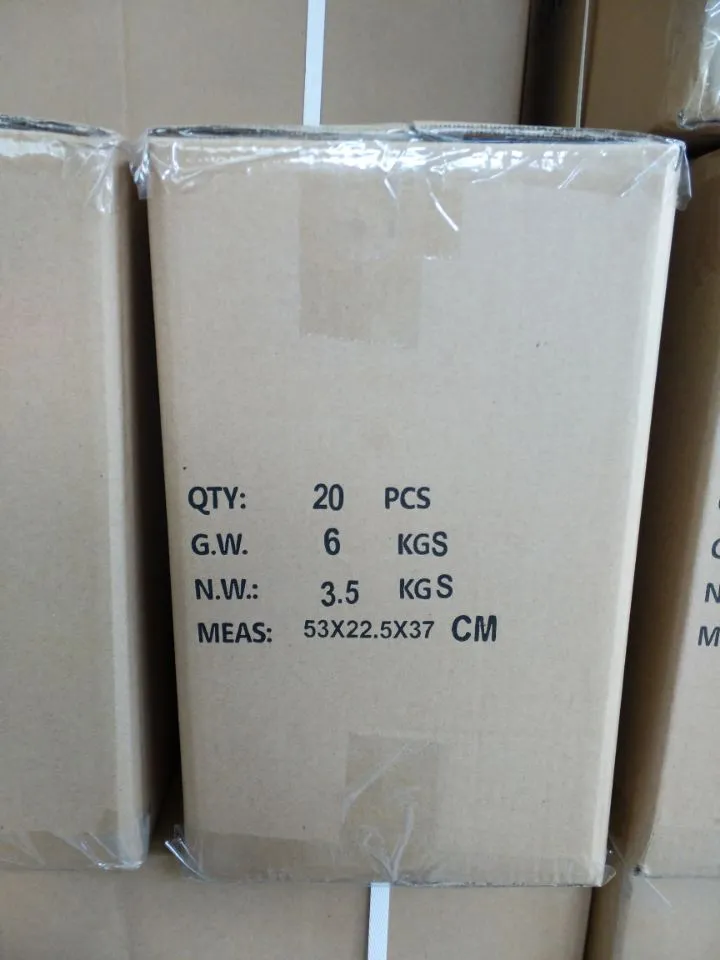 QTY: 20 PCS
G.W. 6 KGS
N.W.: 3.5 KGS
MEAS: 53X22.5X37 CM